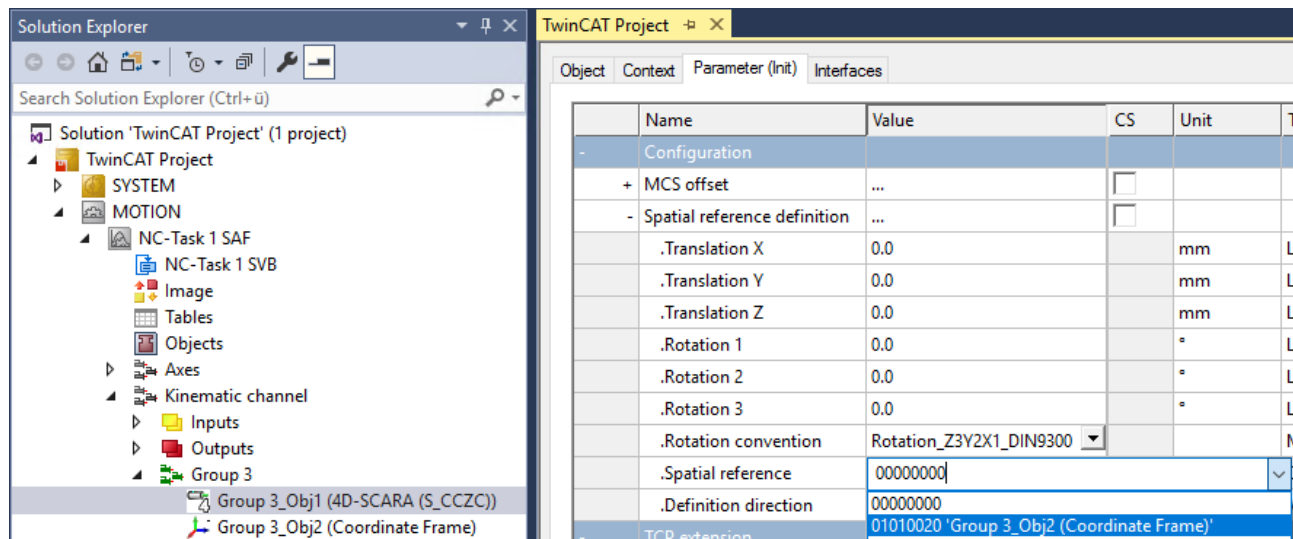 Solution Explorer
Search Solution Explorer (Ctrl+ü)
Solution 'TwinCAT Project' (1 project)
TwinCAT Project
SYSTEM
MOTION
NC-Task 1 SAF
NC-Task 1 SVB
Image
Tables
Objects
Axes
Kinematic channel
Inputs
Outputs
Group 3
Group 3_Obj1 (4D-SCARA (S_CCZC))
Group 3_Obj2 (Coordinate Frame)
TwinCAT Project
Object Context Parameter (Init) Interfaces
Name Value CS Unit
- Configuration
+ MCS offset ...
- Spatial reference definition ...
.Translation X 0.0 mm
.Translation Y 0.0 mm
.Translation Z 0.0 mm
.Rotation 1 0.0 °
.Rotation 2 0.0 °
.Rotation 3 0.0 °
.Rotation convention Rotation_Z3Y2X1_DIN9300
.Spatial reference 00000000
.Definition direction 00000000
TCP extension 01010020 'Group 3_Obj2 (Coordinate Frame)'